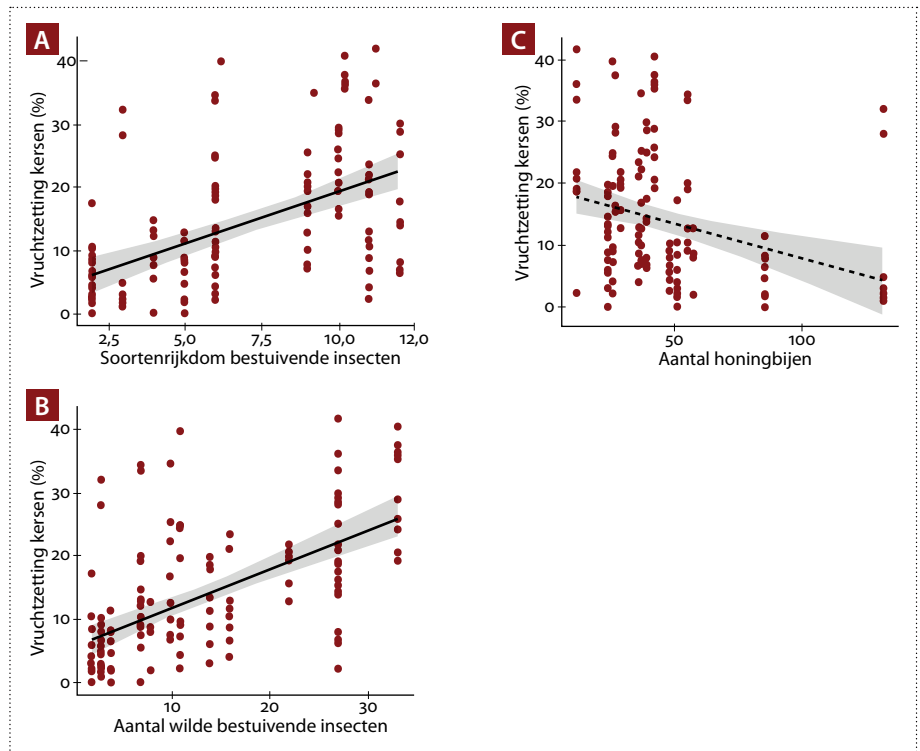 A
Vruchtzetting kersen (%)
40
30
20
10
0
2,5 5,0 7,5 10,0 12,0
Soortenrijkdom bestuivende insecten
C
Vruchtzetting kersen (%)
40
30
20
10
0
50 100
Aantal honingbijen
B
Vruchtzetting kersen (%)
40
30
20
10
0
10 20 30
Aantal wilde bestuivende insecten